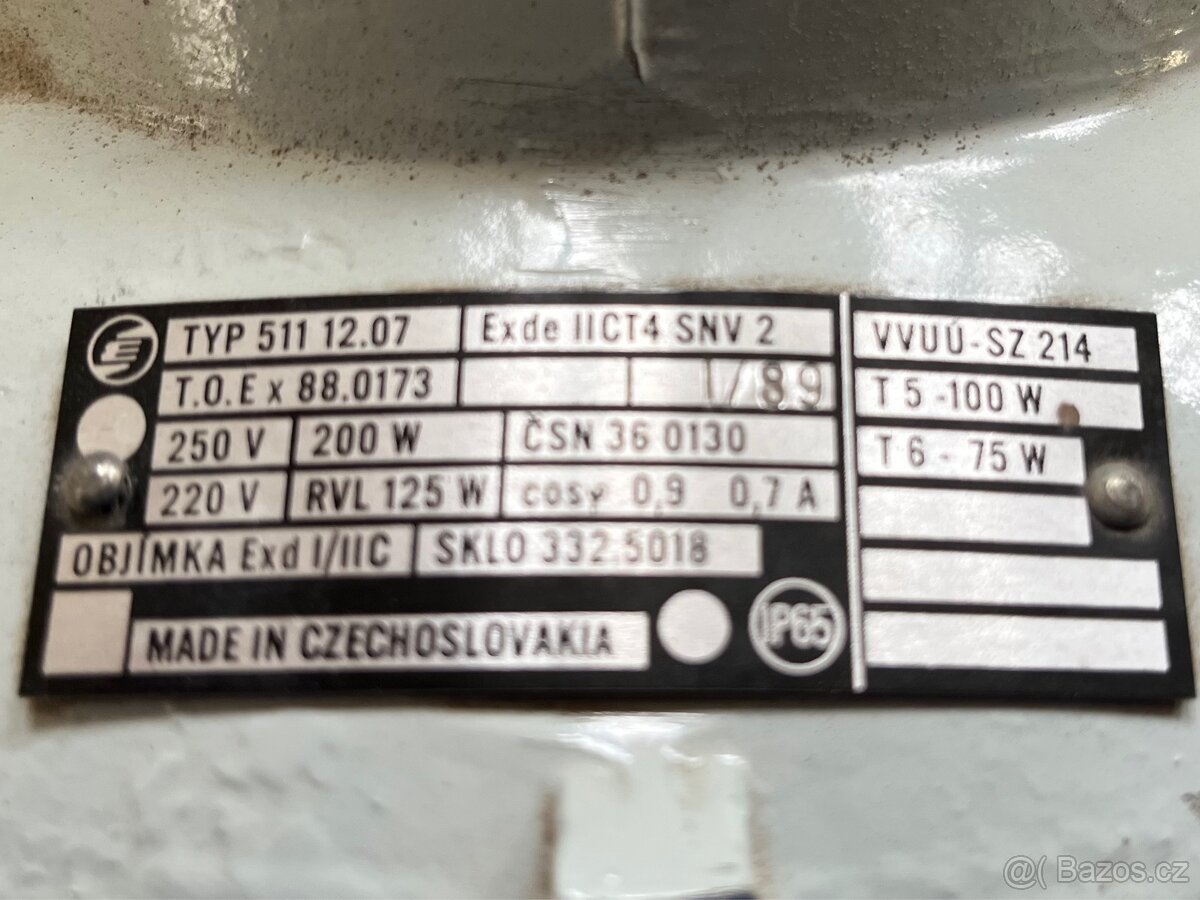 TYP 511 12.07 Exde IICT4 SNV 2
T.O.E x 88.0173 1/89
250 V 200 W ČSN 36 0130
220 V RVL 125 W cosφ 0,9 0,7 A
OBJÍMKA Exd I/IIC SKLO 332 5018
MADE IN CZECHOSLOVAKIA IP65
VVUÚ-SZ 214
T 5 -100 W
T 6 - 75 W
@( Bazos.cz